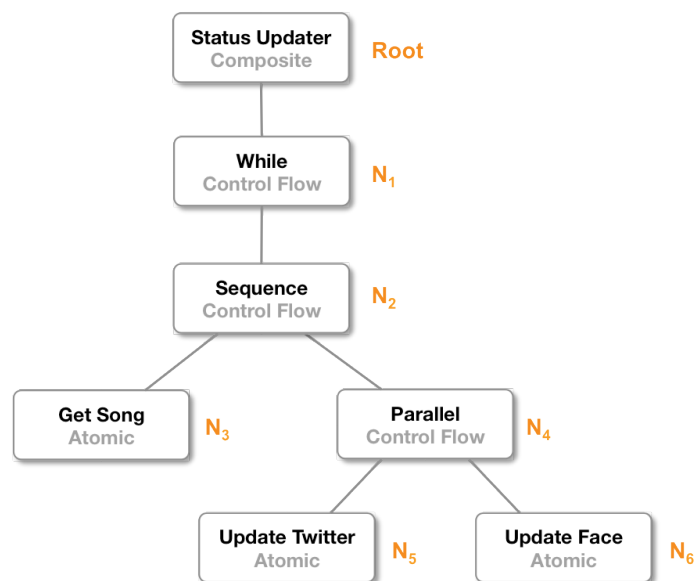 Status Updater
Composite
Root
While
Control Flow
N1
Sequence
Control Flow
N2
Get Song
Atomic
N3
Parallel
Control Flow
N4
Update Twitter
Atomic
N5
Update Face
Atomic
N6